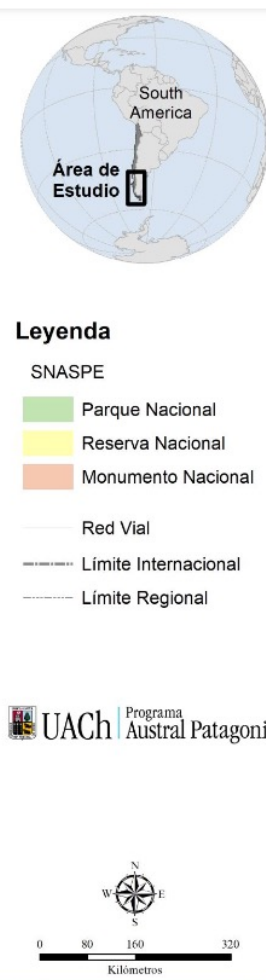 South
America
Área de
Estudio
Leyenda
SNASPE
Parque Nacional
Reserva Nacional
Monumento Nacional
Red Vial
Límite Internacional
Límite Regional
UACh Programa
Austral Patagoni
N
W E
S
0 80 160 320
Kilómetros